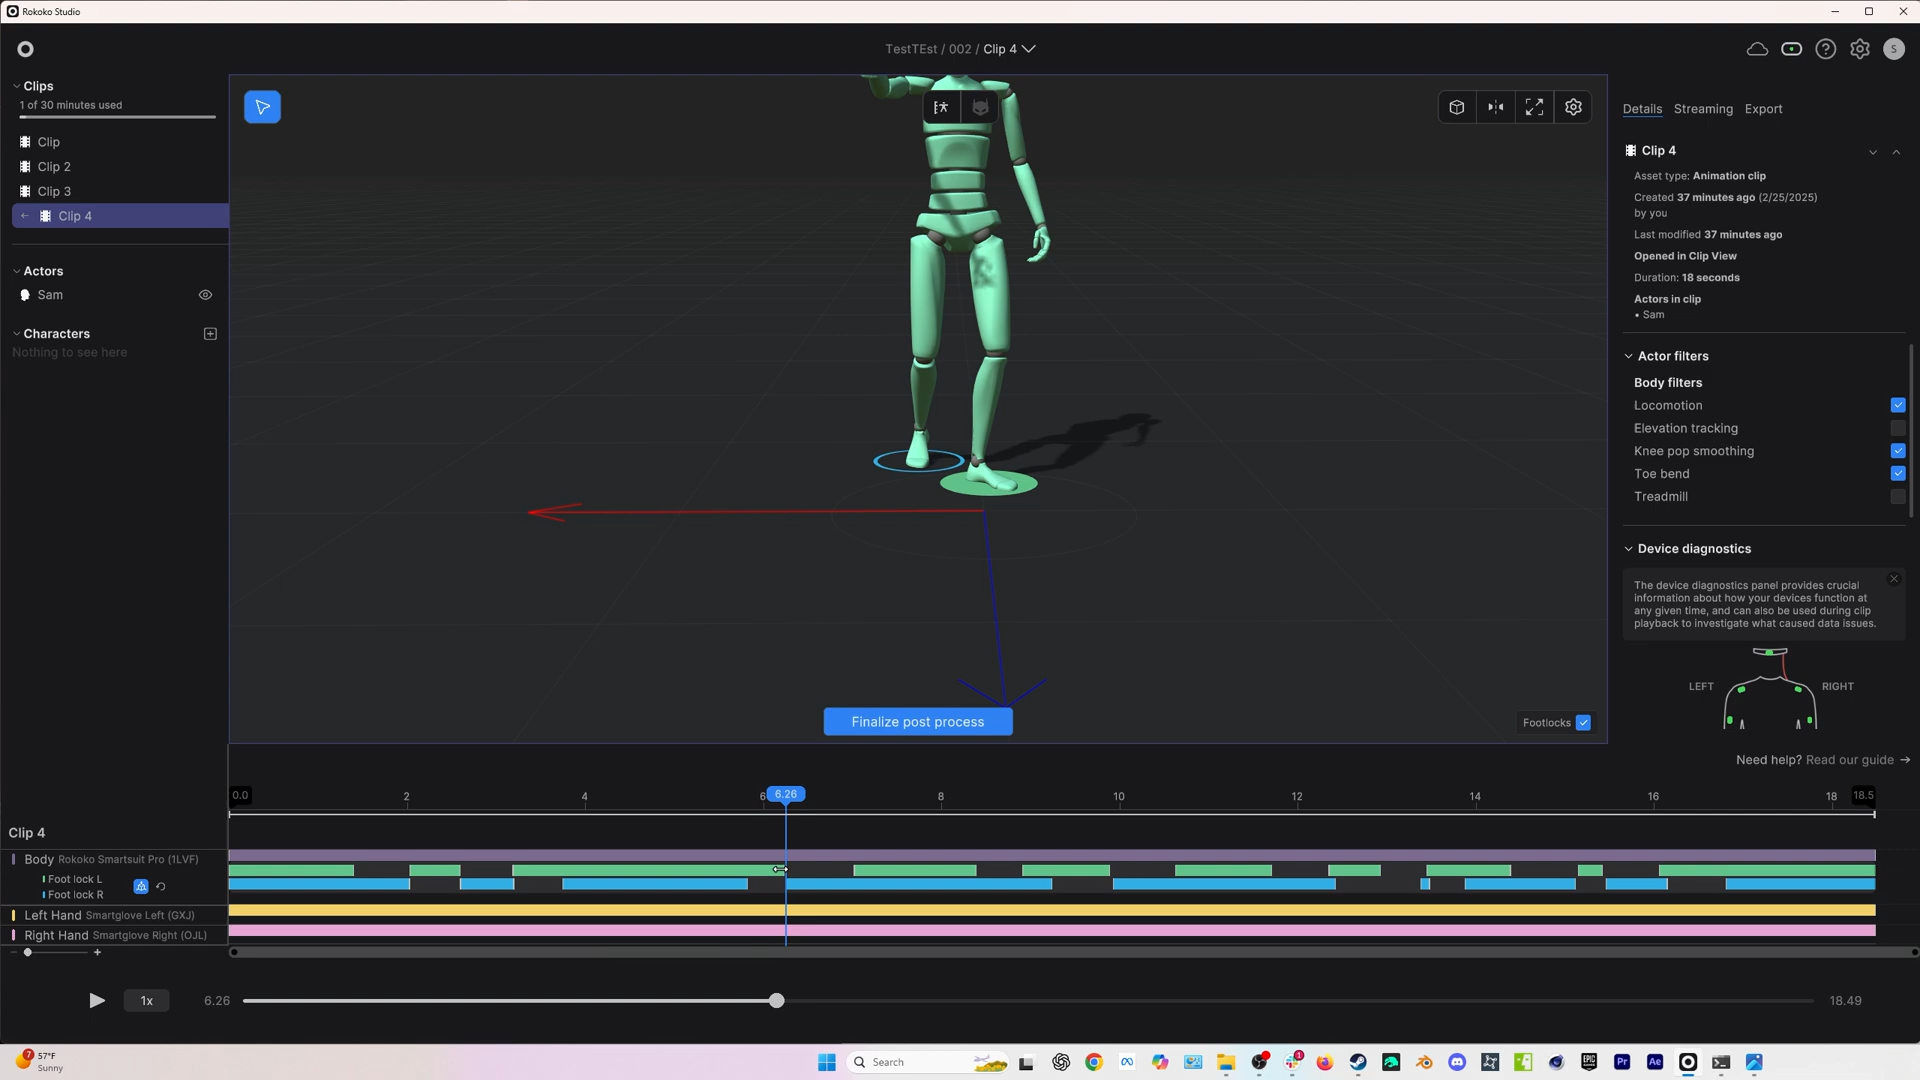 Rokoko Studio
TestTEst / 002 / Clip 4
S
Clips
1 of 30 minutes used
Clip
Clip 2
Clip 3
Clip 4
Actors
Sam
Characters
Nothing to see here
Details Streaming Export
Clip 4
Asset type: Animation clip
Created 37 minutes ago (2/25/2025)
by you
Last modified 37 minutes ago
Opened in Clip View
Duration: 18 seconds
Actors in clip
• Sam
Actor filters
Body filters
Locomotion
Elevation tracking
Knee pop smoothing
Toe bend
Treadmill
Device diagnostics
The device diagnostics panel provides crucial
information about how your devices function at
any given time, and can also be used during clip
playback to investigate what caused data issues.
LEFT RIGHT
Need help? Read our guide →
Finalize post process
Footlocks
0.0 2 4 6 6.26 8 10 12 14 16 18 18.5
Clip 4
Body Rokoko Smartsuit Pro (1LVF)
Foot lock L
Foot lock R
Left Hand Smartglove Left (GXJ)
Right Hand Smartglove Right (OJL)
1x 6.26 18.49
7
57°F
Sunny
Search
1
EPIC
GAMES
Pr
Ae